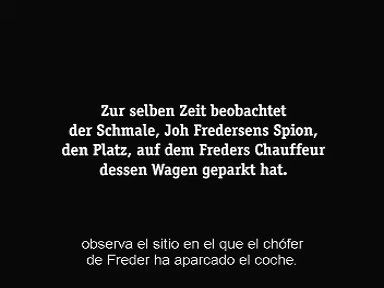 Zur selben Zeit beobachtet
der Schmale, Joh Fredersens Spion,
den Platz, auf dem Freders Chauffeur
dessen Wagen geparkt hat.
observa el sitio en el que el chófer
de Freder ha aparcado el coche.